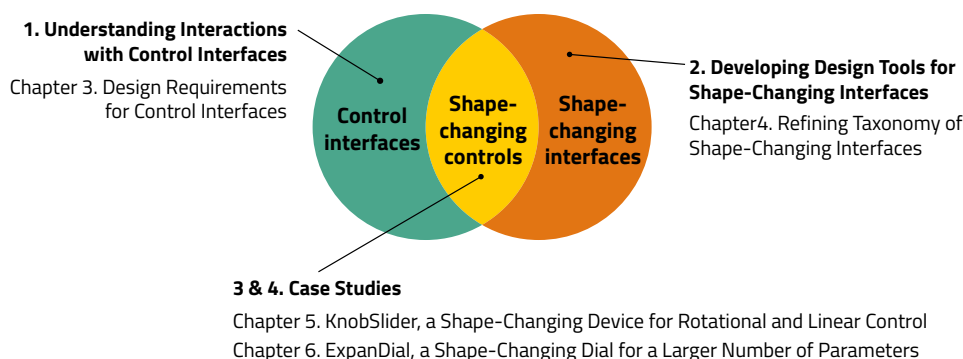 1. Understanding Interactions
with Control Interfaces
Chapter 3. Design Requirements
for Control Interfaces
Control
interfaces
Shape-
changing
controls
Shape-
changing
interfaces
2. Developing Design Tools for
Shape-Changing Interfaces
Chapter4. Refining Taxonomy of
Shape-Changing Interfaces
3 & 4. Case Studies
Chapter 5. KnobSlider, a Shape-Changing Device for Rotational and Linear Control
Chapter 6. ExpanDial, a Shape-Changing Dial for a Larger Number of Parameters